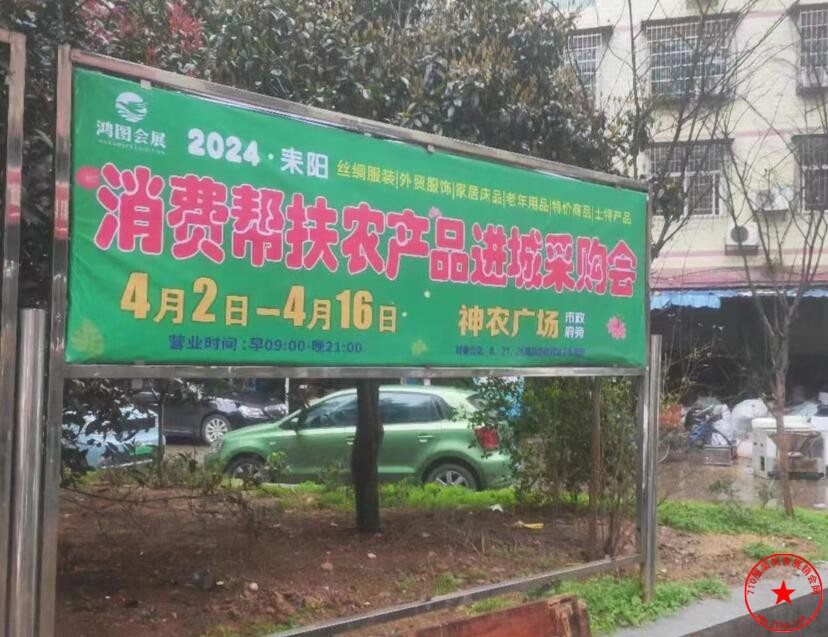 鸿图会展
2024·耒阳
丝绸服装|外贸服饰|家居床品|老年用品|特价商品|土特产品
消费帮扶农产品进城采购会
4月2日-4月16日
神农广场 市政府旁
营业时间:早09:00-晚21:00